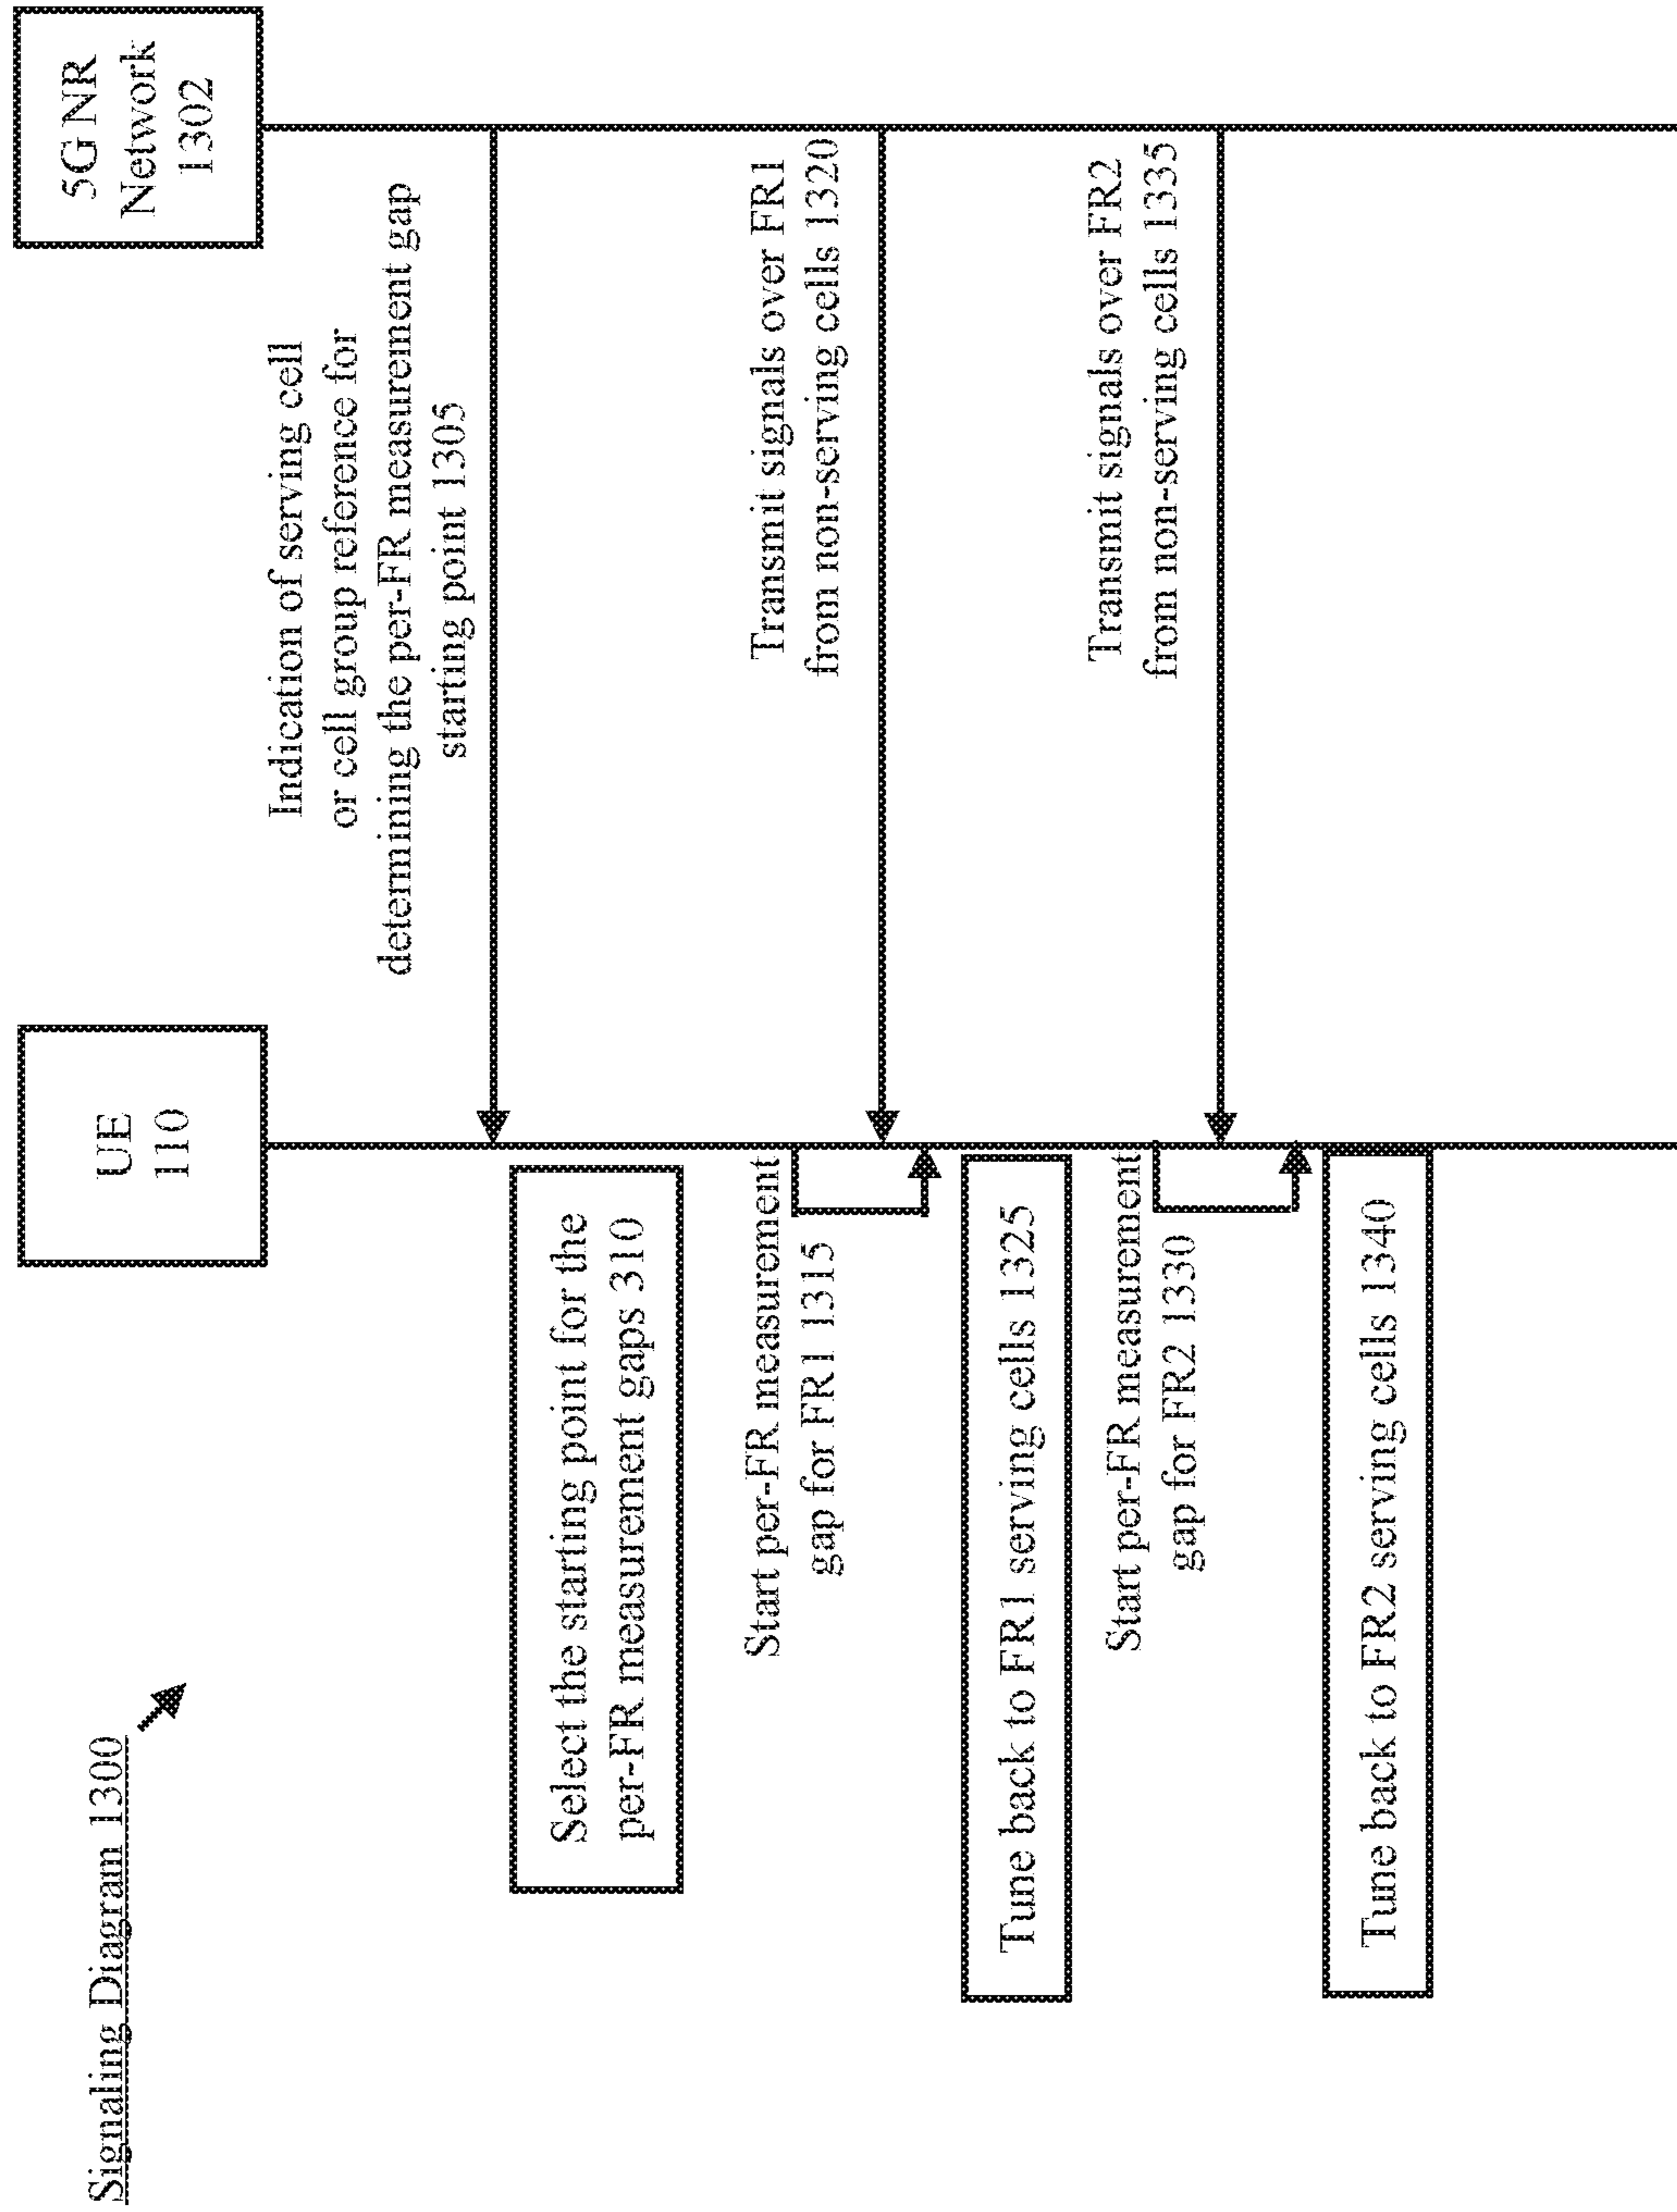 Signaling Diagram 1300
UE
110
5G NR
Network
1302
Indication of serving cell
or cell group reference for
determining the per-FR measurement gap
starting point 1305
Select the starting point for the
per-FR measurement gaps 310
Start per-FR measurement
gap for FR1 1315
Transmit signals over FR1
from non-serving cells 1320
Tune back to FR1 serving cells 1325
Start per-FR measurement
gap for FR2 1330
Transmit signals over FR2
from non-serving cells 1335
Tune back to FR2 serving cells 1340